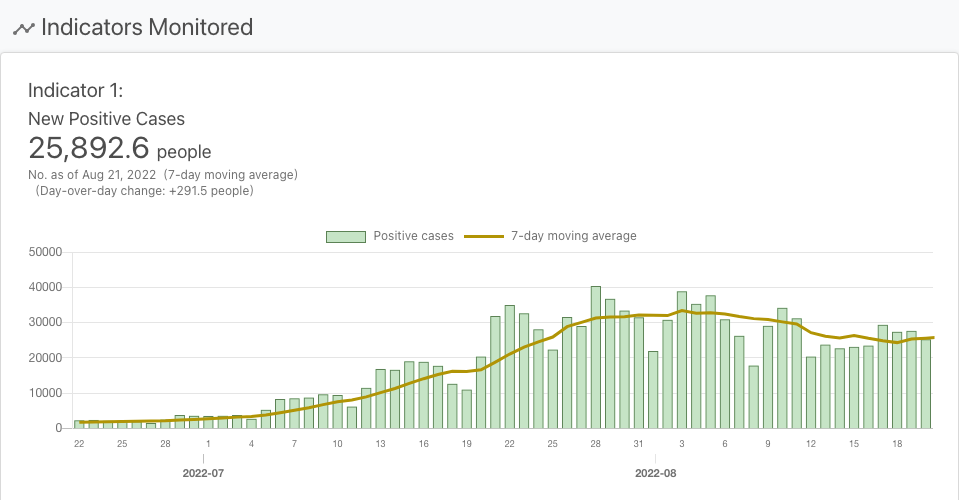 Indicators Monitored
Indicator 1:
New Positive Cases
25,892.6 people
No. as of Aug 21, 2022 (7-day moving average)
(Day-over-day change: +291.5 people)
Positive cases 7-day moving average
50000
40000
30000
20000
10000
0
22 25 28 1 4 7 10 13 16 19 22 25 28 31 3 6 9 12 15 18
2022-07 2022-08